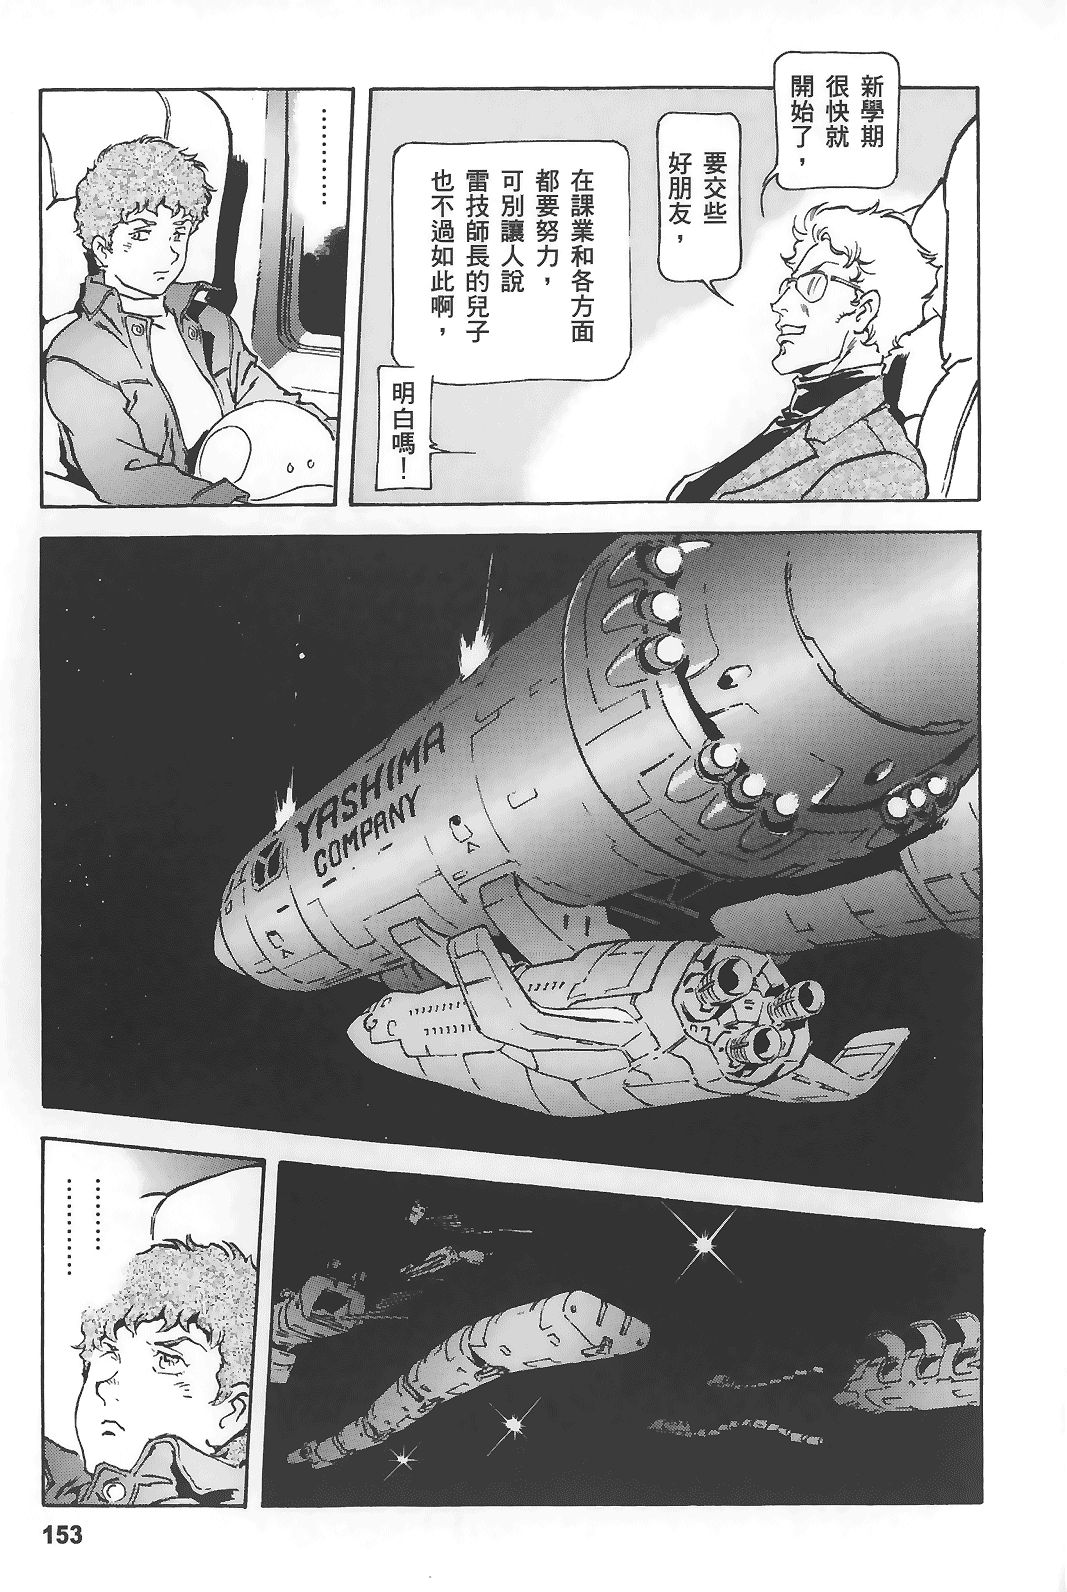 新學期
很快就
開始了，
要交些
好朋友，
在課業和各方面
都要努力，
可別讓人說
雷技師長的兒子
也不過如此啊，
明白嗎！
………
YASHIMA
COMPANY
………
………
153